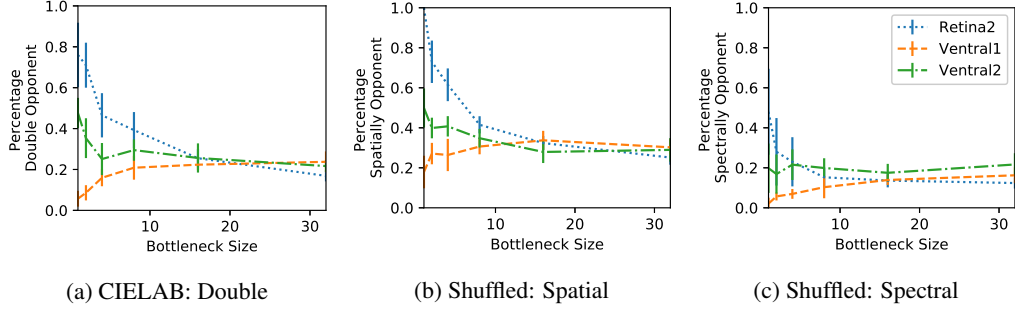 1.0
0.8
0.6
0.4
0.2
0.0
Percentage
Double Opponent
10
20
30
Bottleneck Size
(a) CIELAB: Double
1.0
0.8
0.6
0.4
0.2
0.0
Percentage
Spatially Opponent
10
20
30
Bottleneck Size
(b) Shuffled: Spatial
1.0
0.8
0.6
0.4
0.2
0.0
Percentage
Spectrally Opponent
Retina2
Ventral1
Ventral2
10
20
30
Bottleneck Size
(c) Shuffled: Spectral